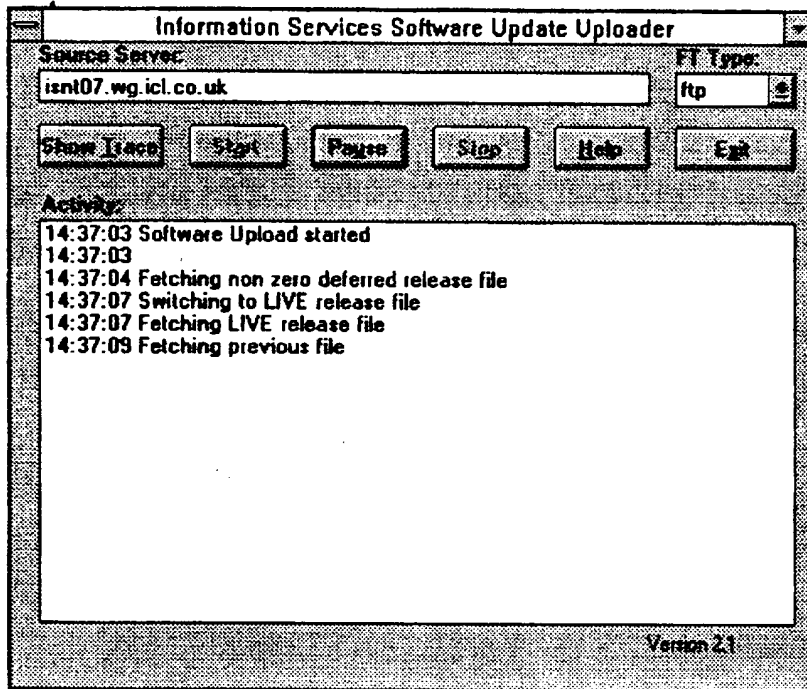 Information Services Software Update Uploader
Source Server: FT Type:
isnt07.wg.icl.co.uk ftp
Show Trace Start Pause Stop Help Exit
Activity:
14:37:03 Software Upload started
14:37:03
14:37:04 Fetching non zero deferred release file
14:37:07 Switching to LIVE release file
14:37:07 Fetching LIVE release file
14:37:09 Fetching previous file
Version 2.1